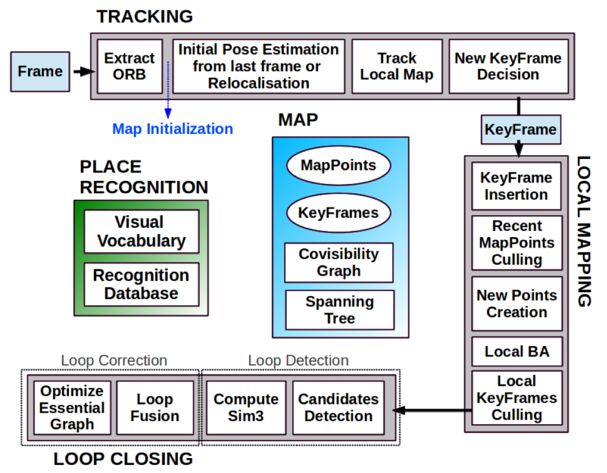 TRACKING
Frame
Extract
ORB
Initial Pose Estimation
from last frame or
Relocalisation
Track
Local Map
New KeyFrame
Decision
Map Initialization
KeyFrame
MAP
MapPoints
KeyFrames
Covisibility
Graph
Spanning
Tree
PLACE
RECOGNITION
Visual
Vocabulary
Recognition
Database
LOCAL MAPPING
KeyFrame
Insertion
Recent
MapPoints
Culling
New Points
Creation
Local BA
Local
KeyFrames
Culling
Loop Correction
Loop Detection
Optimize
Essential
Graph
Loop
Fusion
Compute
Sim3
Candidates
Detection
LOOP CLOSING